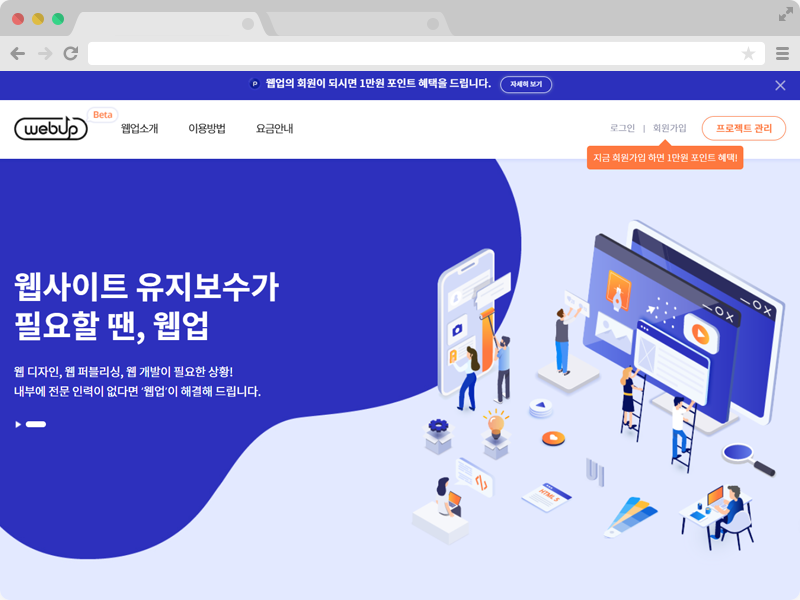 웹업의 회원이 되시면 1만원 포인트 혜택을 드립니다. 자세히 보기
webUp Beta
웹업소개 이용방법 요금안내
로그인 | 회원가입 프로젝트 관리
지금 회원가입 하면 1만원 포인트 혜택!
웹사이트 유지보수가
필요할 땐, 웹업
웹 디자인, 웹 퍼블리싱, 웹 개발이 필요한 상황!
내부에 전문 인력이 없다면 '웹업'이 해결해 드립니다.
HTML 5
UI